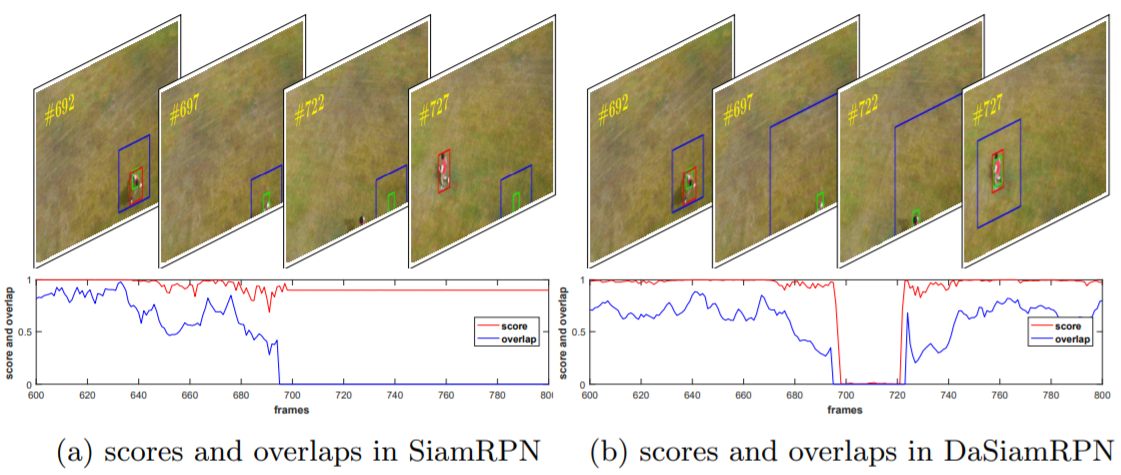 #692 #697 #722 #727
#692 #697 #722 #727
score and overlap
1
0.5
0
score
overlap
600 620 640 660 680 700 720 740 760 780 80
frames
score and overlap
1
0.5
0
score
overlap
600 620 640 660 680 700 720 740 760 780 800
frames
(a) scores and overlaps in SiamRPN
(b) scores and overlaps in DaSiamRPN